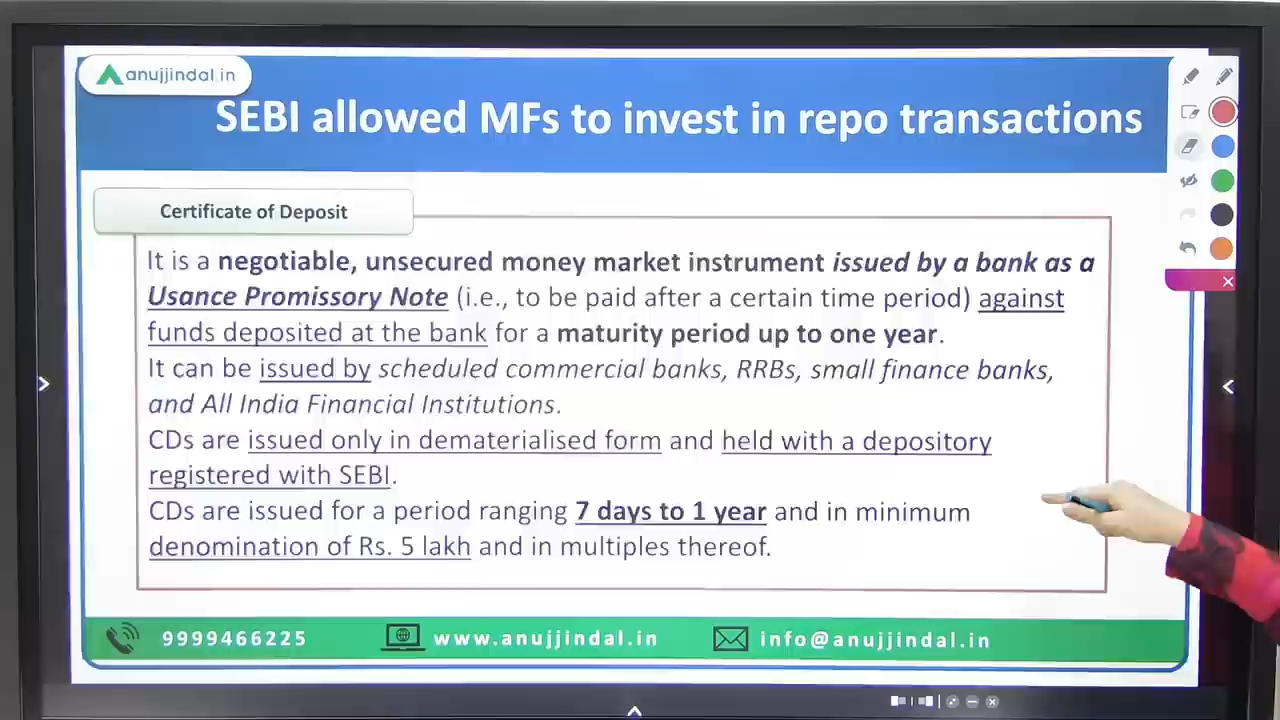 anujjindal.in
SEBI allowed MFs to invest in repo transactions
Certificate of Deposit
It is a negotiable, unsecured money market instrument issued by a bank as a
Usance Promissory Note (i.e., to be paid after a certain time period) against
funds deposited at the bank for a maturity period up to one year.
It can be issued by scheduled commercial banks, RRBs, small finance banks,
and All India Financial Institutions.
CDs are issued only in dematerialised form and held with a depository
registered with SEBI.
CDs are issued for a period ranging 7 days to 1 year and in minimum
denomination of Rs. 5 lakh and in multiples thereof.
9999466225 www.anujjindal.in info@anujjindal.in